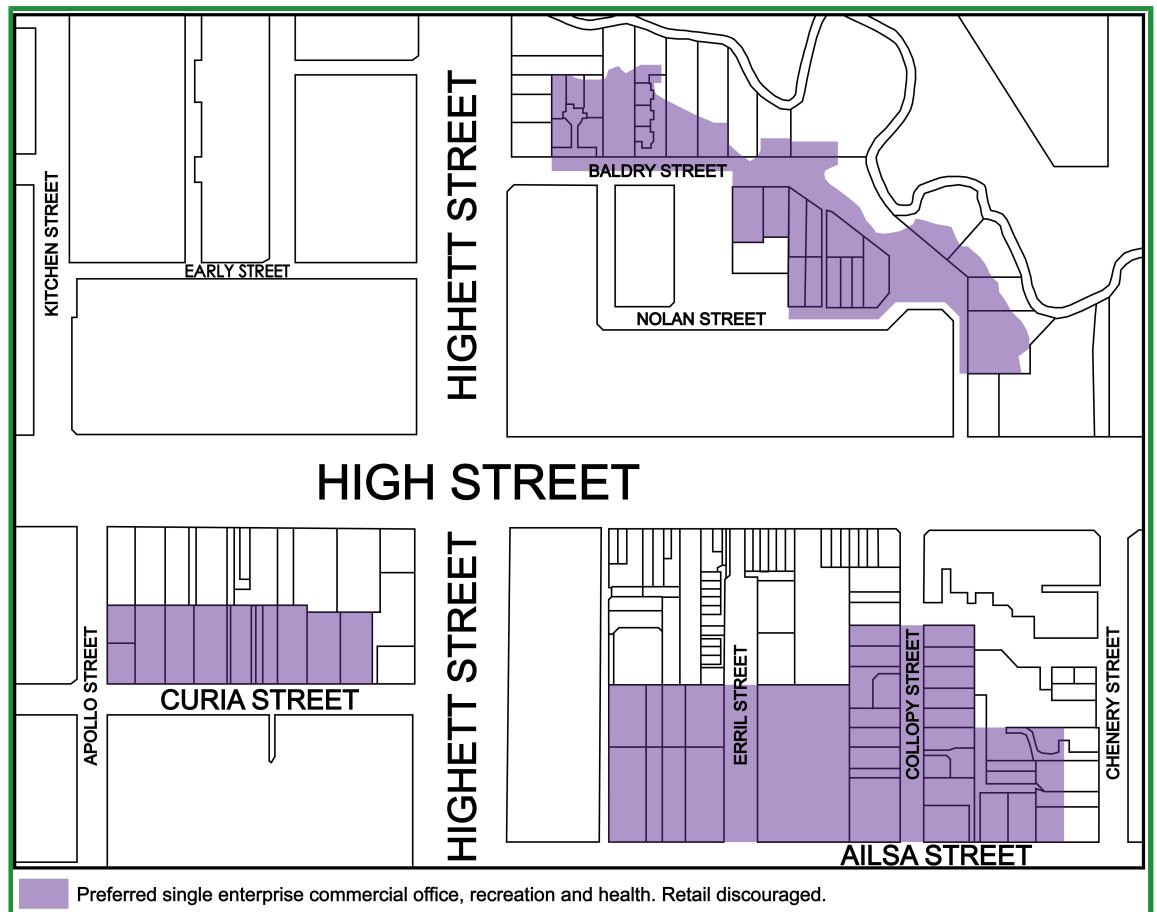 HIGHETT STREET
BALDRY STREET
KITCHEN STREET
EARLY STREET
NOLAN STREET
HIGH STREET
HIGHETT STREET
APOLLO STREET
CURIA STREET
ERRIL STREET
COLLOPY STREET
CHENERY STREET
AILSA STREET
Preferred single enterprise commercial office, recreation and health. Retail discouraged.